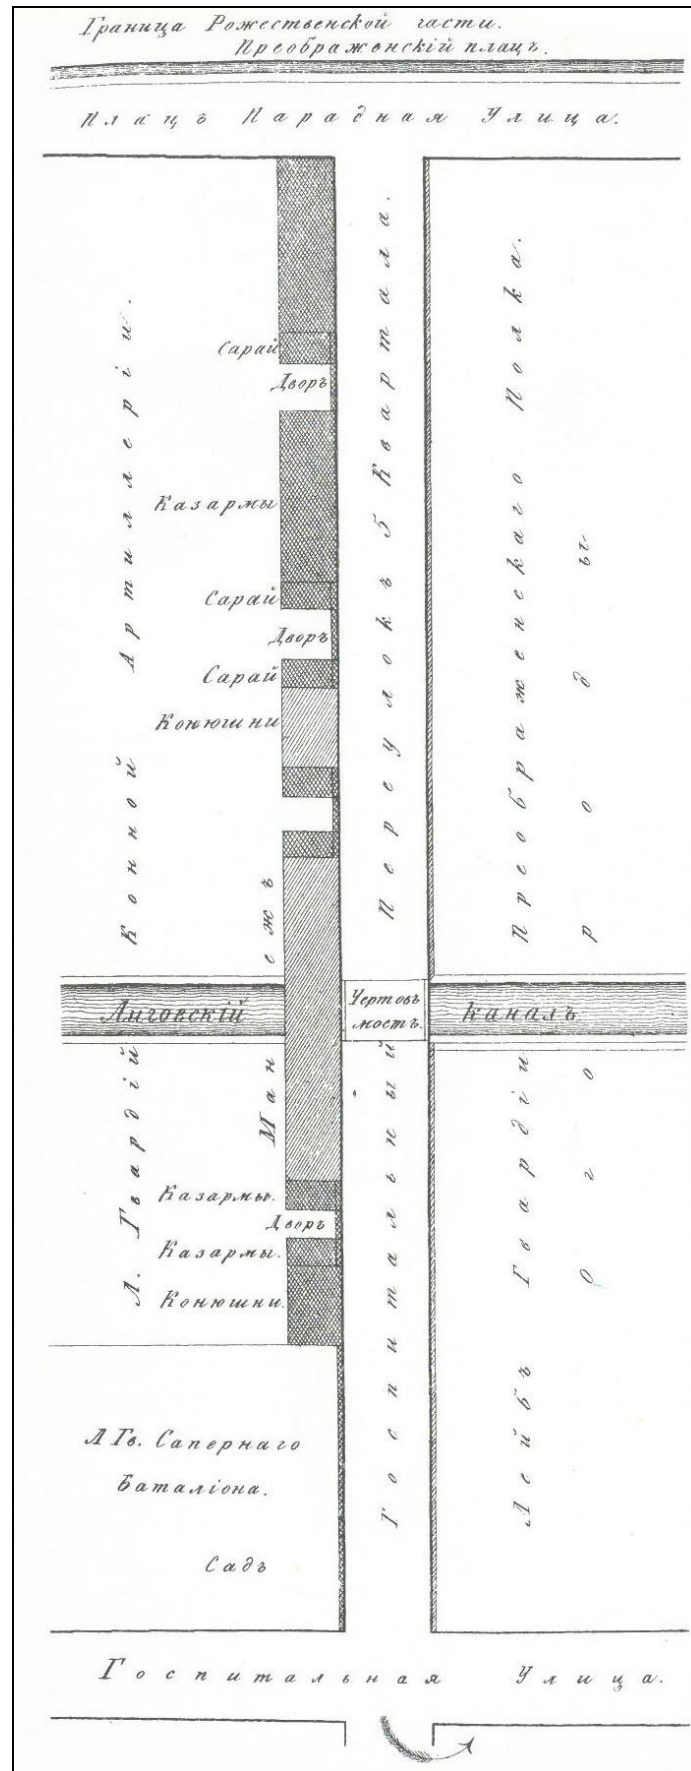 Граница Рожественской части.
Преображенскій плацъ.
Плацъ Парадная Улица.
Сарай
Дворъ
Казармы
Сарай
Дворъ
Сарай
Конюшни
Л. Гвардій Конной Артиллеріи.
Манежъ
Госпитальный Переулокъ 5 Квартала.
Лейбъ Гвардіи Преображенскаго Полка.
Огородъ
Лиговскій
Чертовъ
мостъ.
каналъ
Казармы.
Дворъ
Казармы.
Конюшни.
Л Гв. Сапернаго
Баталіона.
Садъ
Госпитальная Улица.